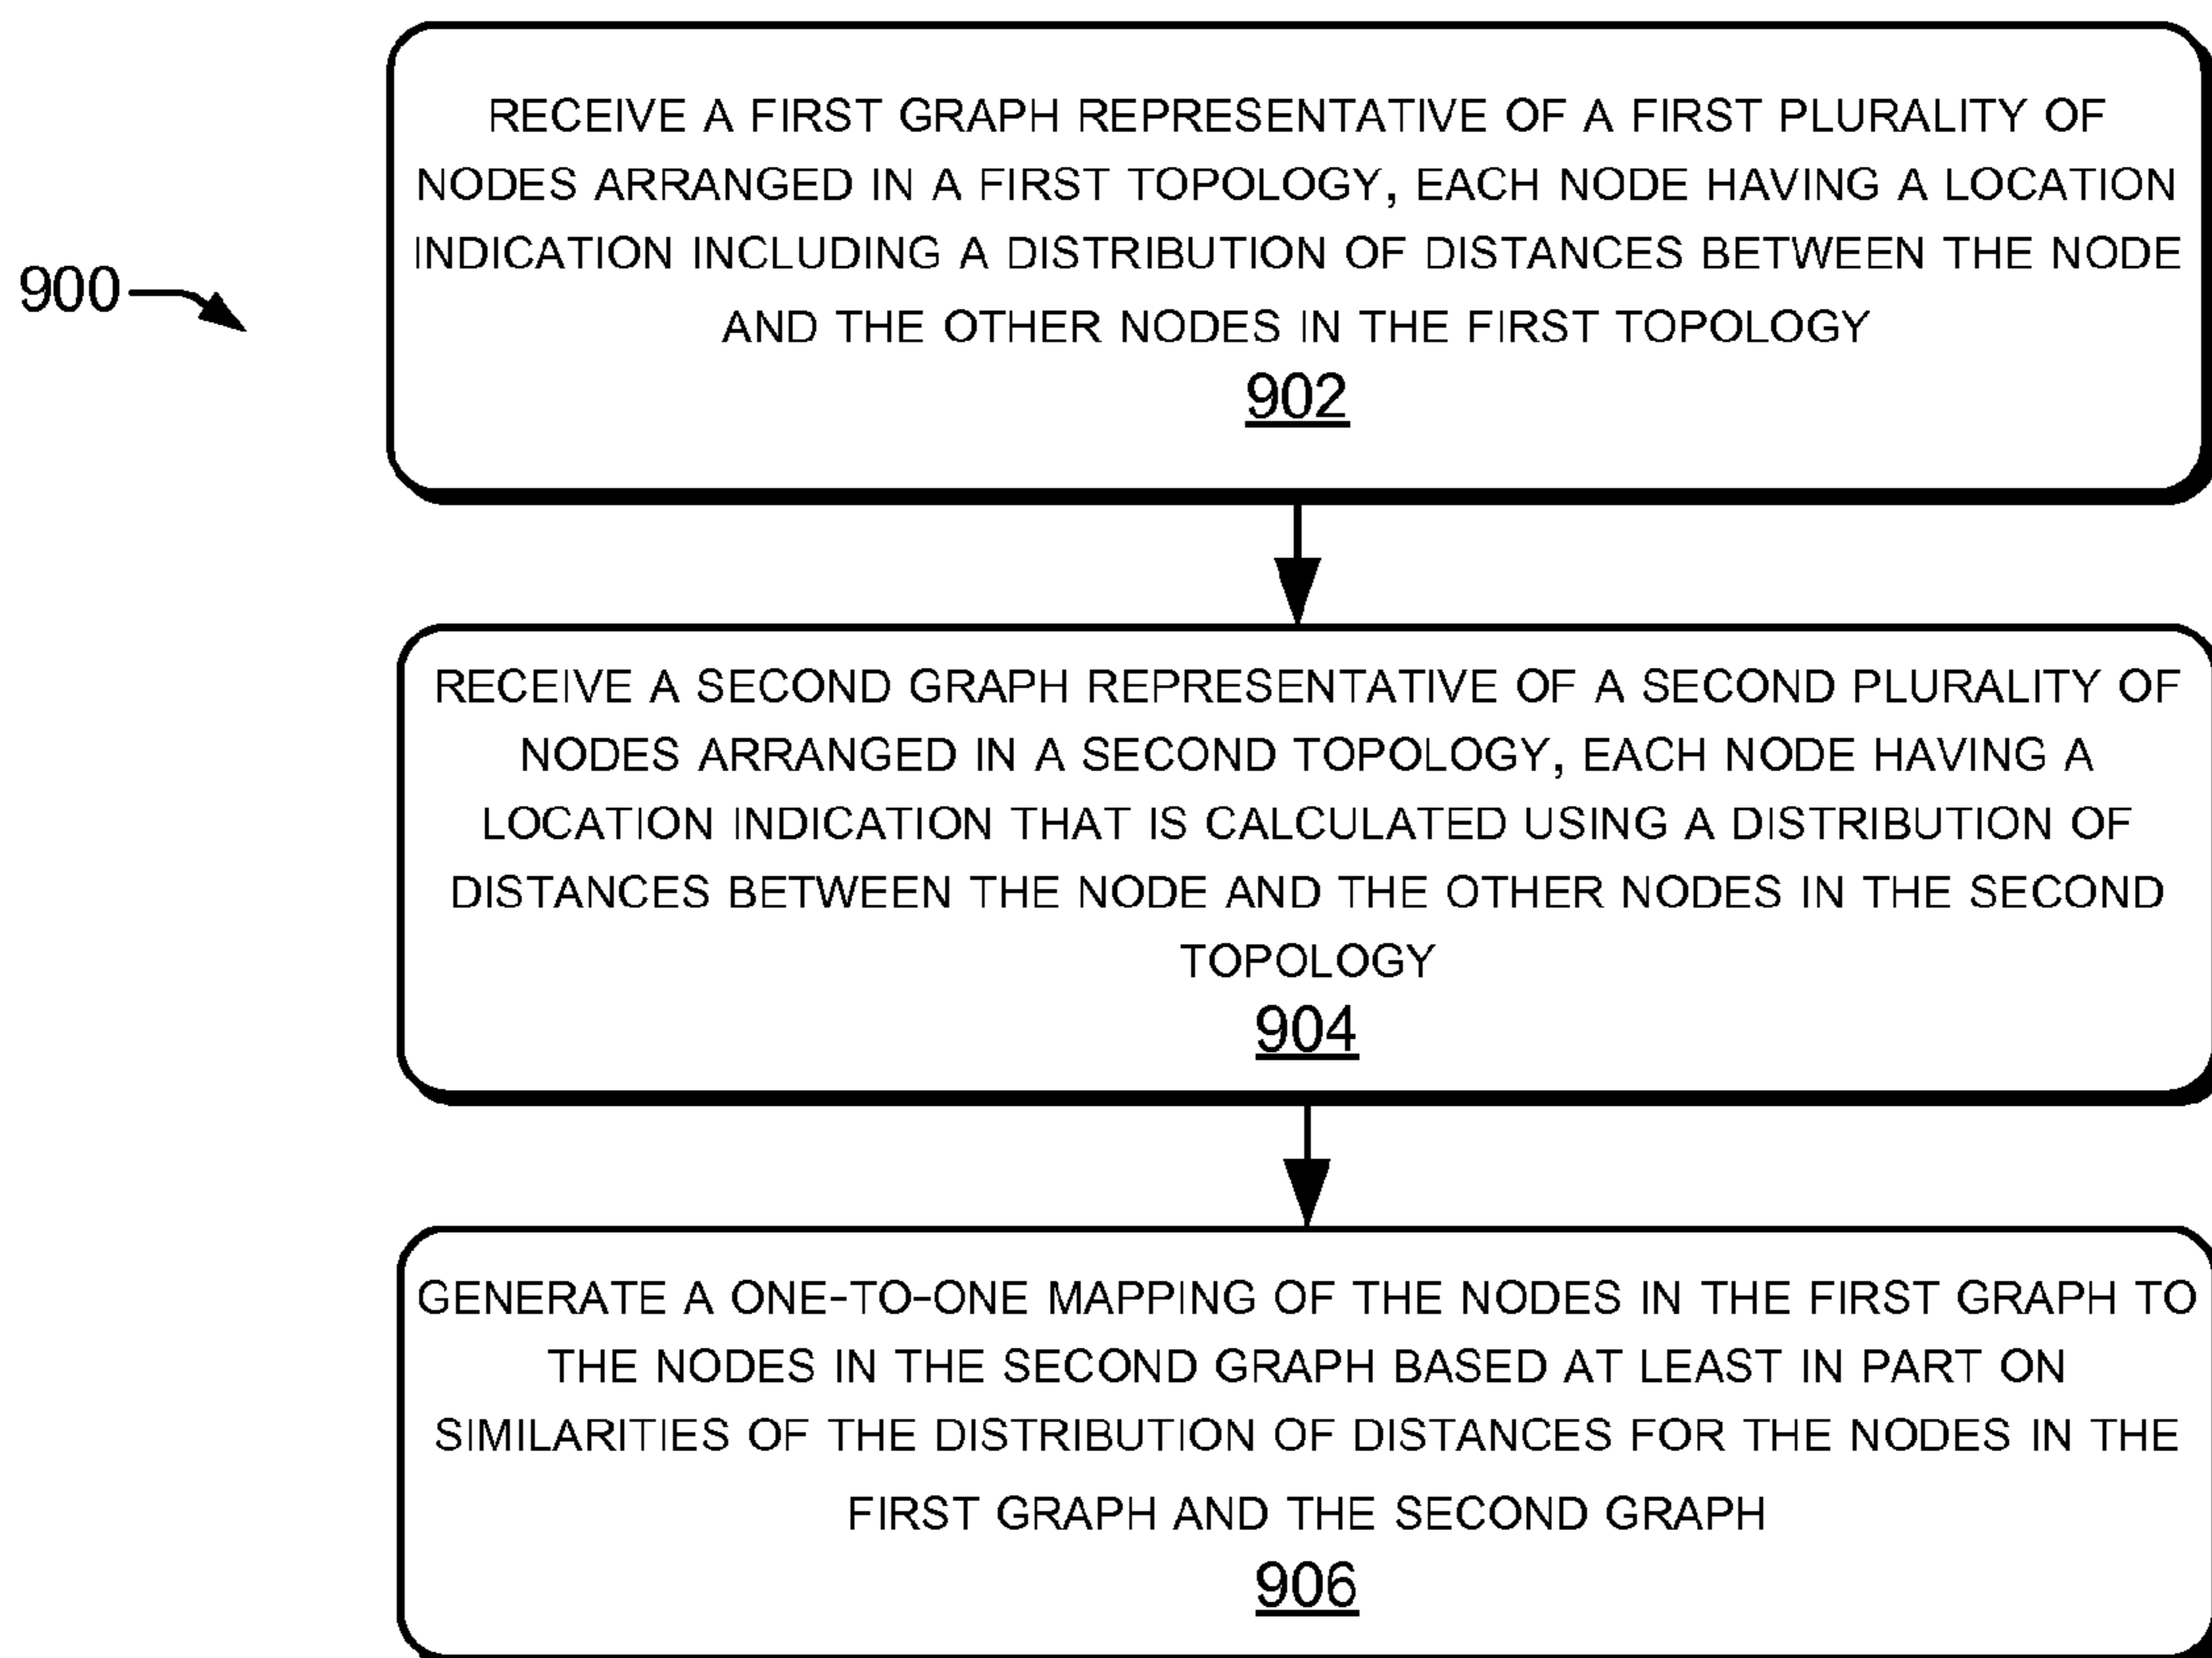 RECEIVE A FIRST GRAPH REPRESENTATIVE OF A FIRST PLURALITY OF
NODES ARRANGED IN A FIRST TOPOLOGY, EACH NODE HAVING A LOCATION
INDICATION INCLUDING A DISTRIBUTION OF DISTANCES BETWEEN THE NODE
AND THE OTHER NODES IN THE FIRST TOPOLOGY
902
900
RECEIVE A SECOND GRAPH REPRESENTATIVE OF A SECOND PLURALITY OF
NODES ARRANGED IN A SECOND TOPOLOGY, EACH NODE HAVING A
LOCATION INDICATION THAT IS CALCULATED USING A DISTRIBUTION OF
DISTANCES BETWEEN THE NODE AND THE OTHER NODES IN THE SECOND
TOPOLOGY
904
GENERATE A ONE-TO-ONE MAPPING OF THE NODES IN THE FIRST GRAPH TO
THE NODES IN THE SECOND GRAPH BASED AT LEAST IN PART ON
SIMILARITIES OF THE DISTRIBUTION OF DISTANCES FOR THE NODES IN THE
FIRST GRAPH AND THE SECOND GRAPH
906